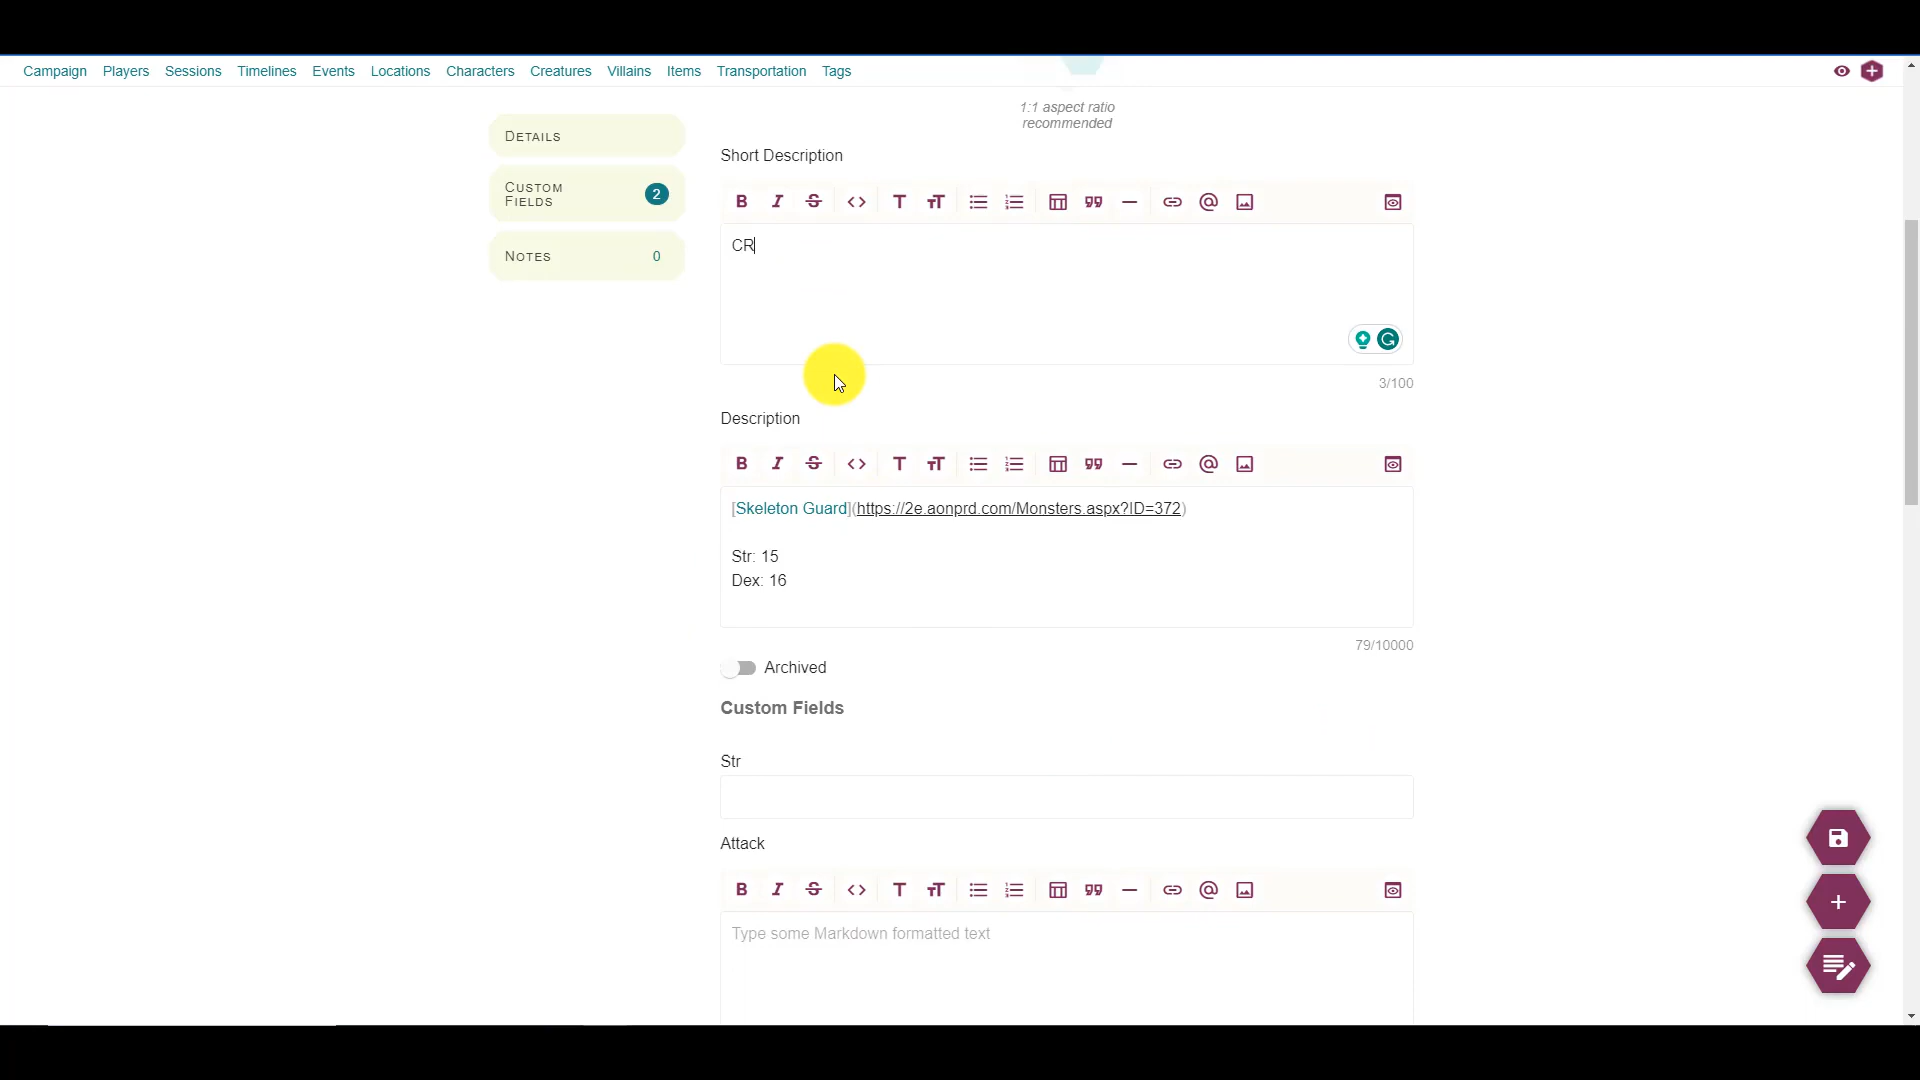 Campaign Players Sessions Timelines Events Locations Characters Creatures Villains Items Transportation Tags
1:1 aspect ratio
recommended
DETAILS
CUSTOM
FIELDS
2
NOTES 0
Short Description
CR
3/100
Description
[Skeleton Guard](https://2e.aonprd.com/Monsters.aspx?ID=372)
Str: 15
Dex: 16
79/10000
Archived
Custom Fields
Str
Attack
Type some Markdown formatted text